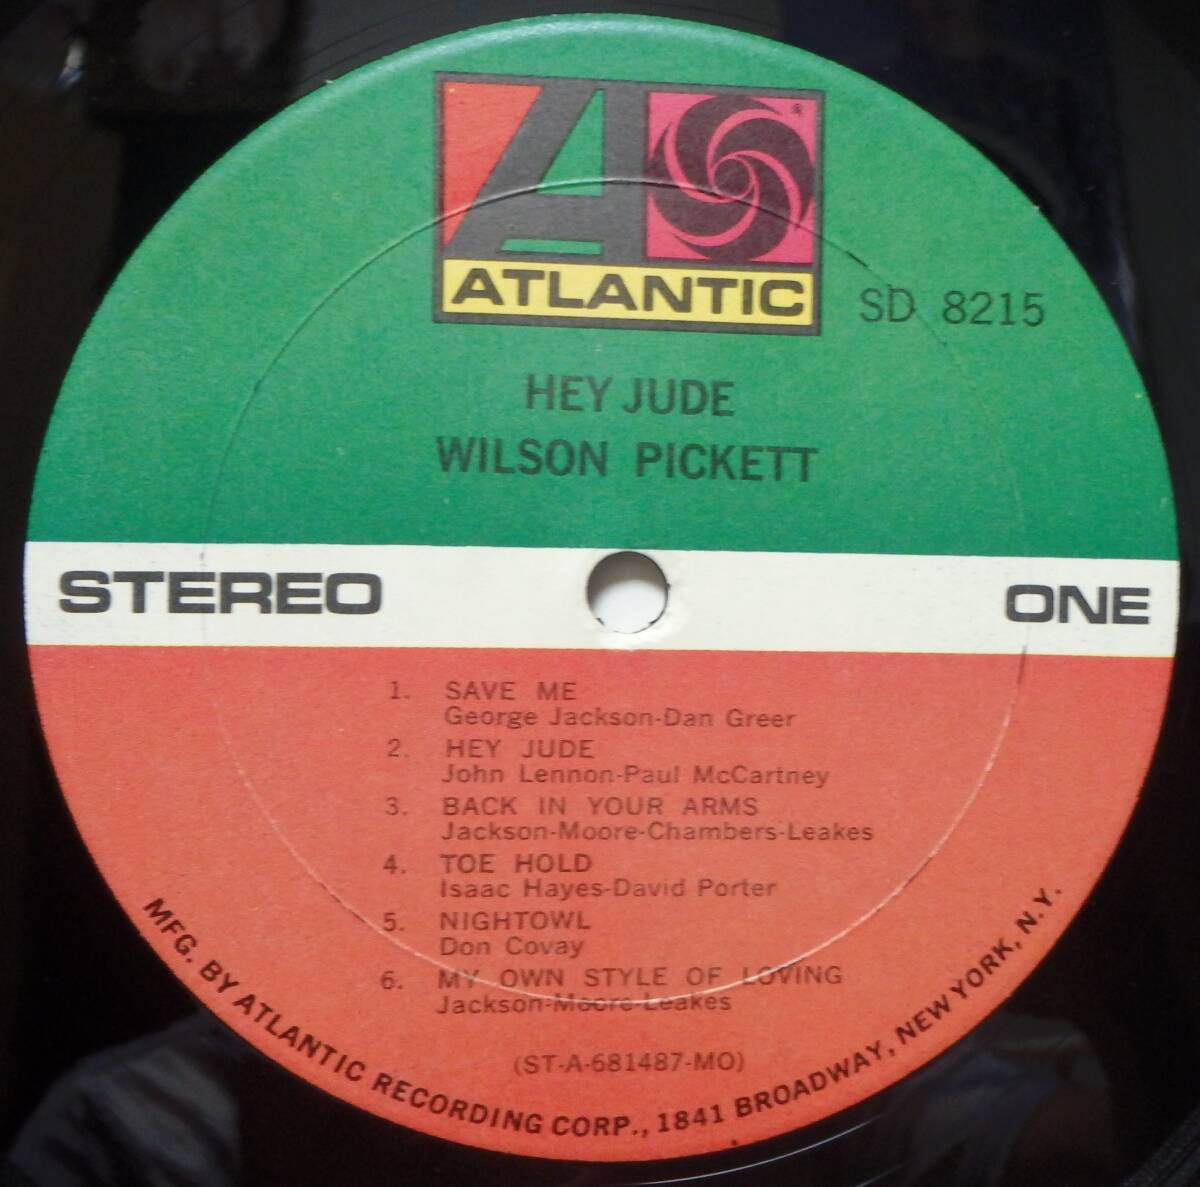 ATLANTIC
®
SD 8215
HEY JUDE
WILSON PICKETT
STEREO
ONE
1. SAVE ME
George Jackson-Dan Greer
2. HEY JUDE
John Lennon-Paul McCartney
3. BACK IN YOUR ARMS
Jackson-Moore-Chambers-Leakes
4. TOE HOLD
Isaac Hayes-David Porter
5. NIGHTOWL
Don Covay
6. MY OWN STYLE OF LOVING
Jackson-Moore-Leakes
(ST-A-681487-MO)
MFG. BY ATLANTIC RECORDING CORP., 1841 BROADWAY, NEW YORK, N.Y.